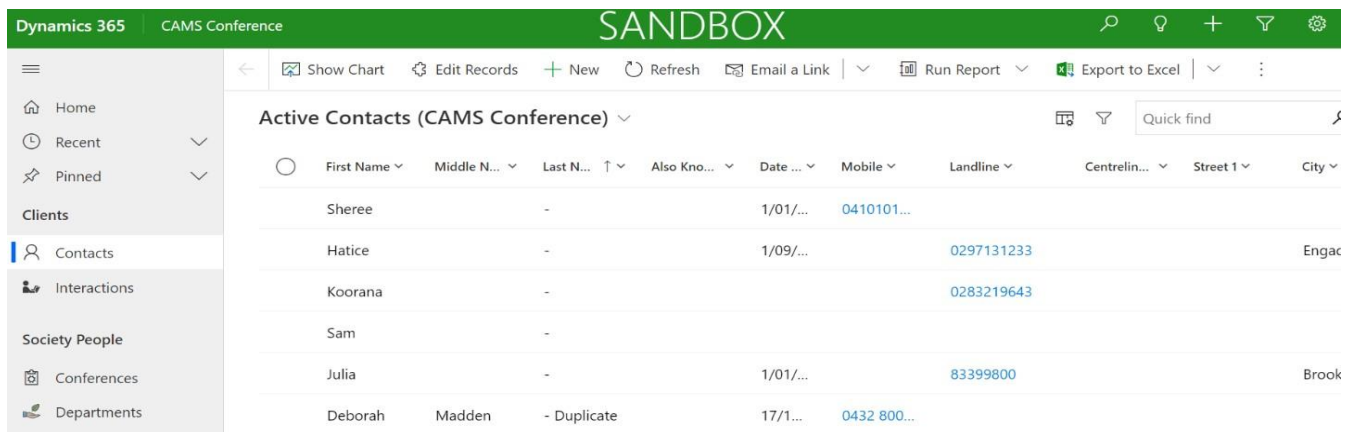 Dynamics 365 CAMS Conference SANDBOX
Show Chart Edit Records + New Refresh Email a Link Run Report Export to Excel
Home
Recent
Pinned
Clients
Contacts
Interactions
Society People
Conferences
Departments
Active Contacts (CAMS Conference) Quick find
First Name Middle N... Last N... ↑ Also Kno... Date ... Mobile Landline Centrelin... Street 1 City
Sheree - 1/01/... 0410101...
Hatice - 1/09/... 0297131233 Engac
Koorana - 0283219643
Sam -
Julia - 1/01/... 83399800 Brook
Deborah Madden - Duplicate 17/1... 0432 800...